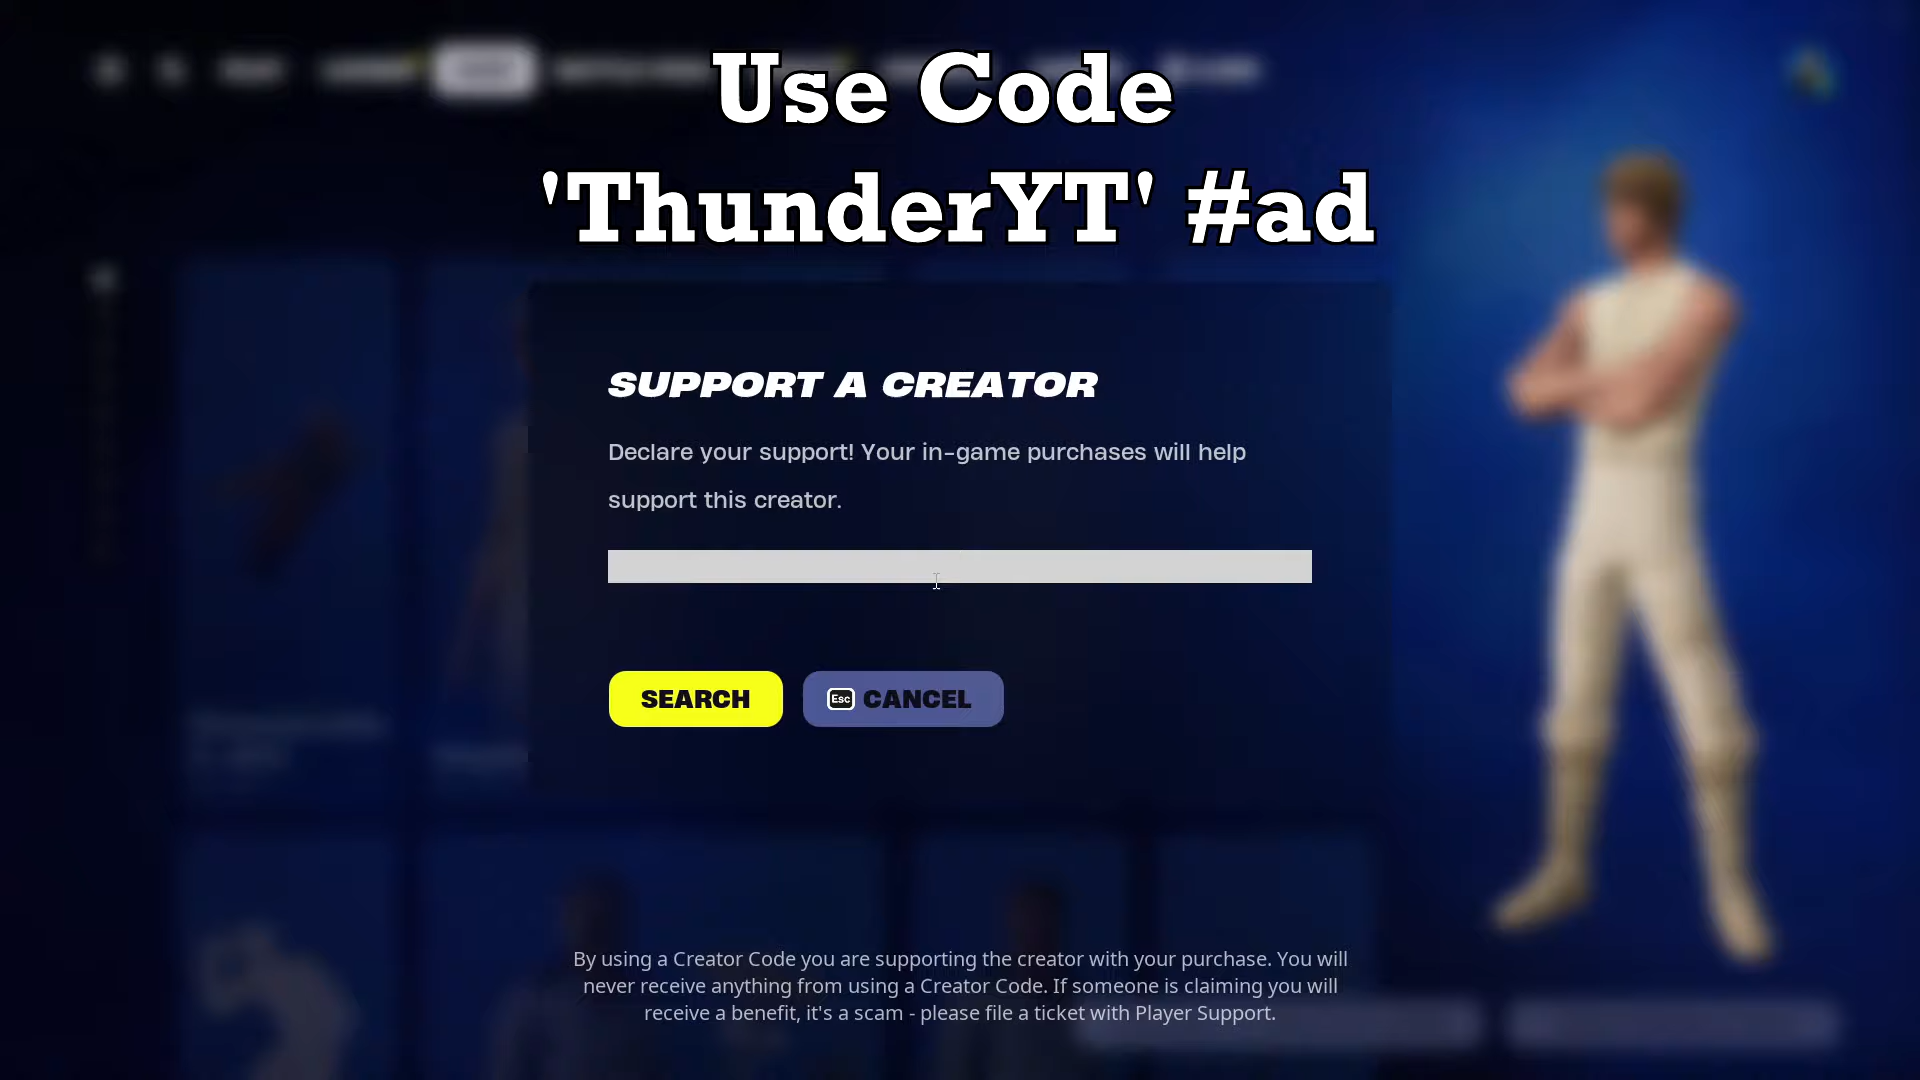 Use Code
'ThunderYT' #ad
SUPPORT A CREATOR
Declare your support! Your in-game purchases will help
support this creator.
SEARCH
Esc CANCEL
By using a Creator Code you are supporting the creator with your purchase. You will
never receive anything from using a Creator Code. If someone is claiming you will
receive a benefit, it's a scam - please file a ticket with Player Support.